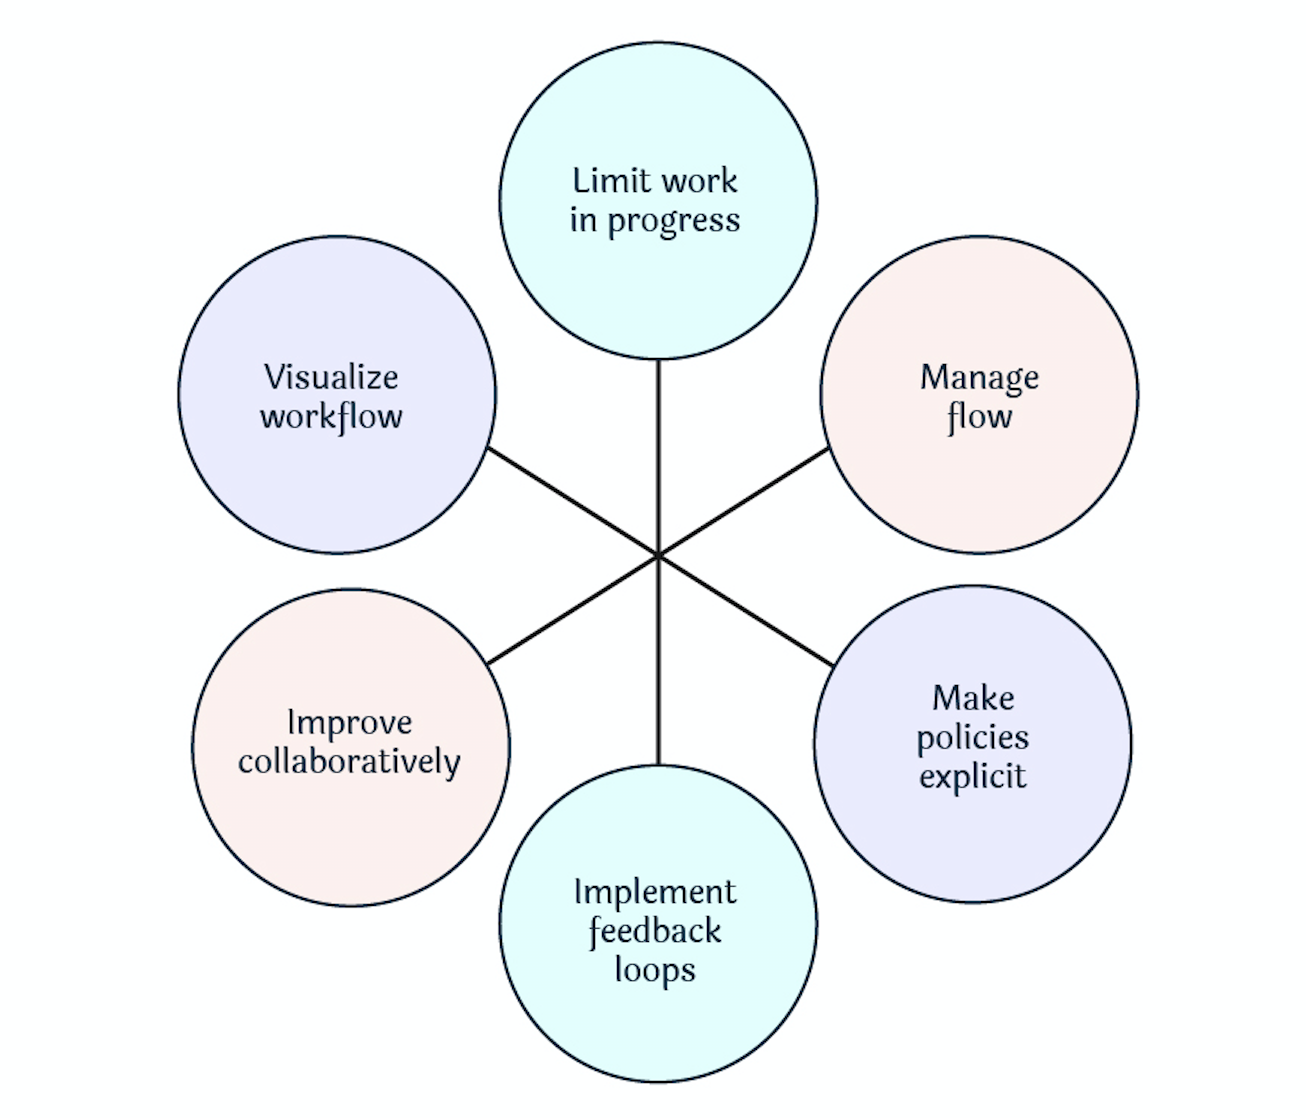 Limit work
in progress
Visualize
workflow
Manage
flow
Improve
collaboratively
Make
policies
explicit
Implement
feedback
loops